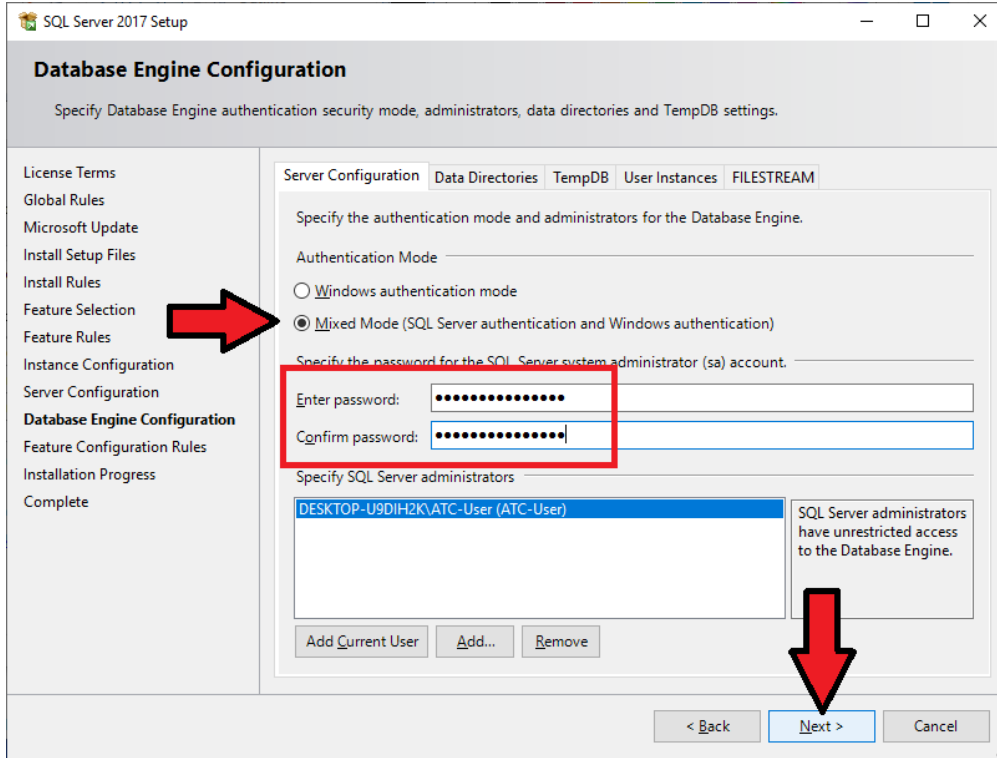 SQL Server 2017 Setup
Database Engine Configuration
Specify Database Engine authentication security mode, administrators, data directories and TempDB settings.
License Terms
Global Rules
Microsoft Update
Install Setup Files
Install Rules
Feature Selection
Feature Rules
Instance Configuration
Server Configuration
Database Engine Configuration
Feature Configuration Rules
Installation Progress
Complete
Server Configuration Data Directories TempDB User Instances FILESTREAM
Specify the authentication mode and administrators for the Database Engine.
Authentication Mode
Windows authentication mode
Mixed Mode (SQL Server authentication and Windows authentication)
Specify the password for the SQL Server system administrator (sa) account.
Enter password: ●●●●●●●●●●●●●●●
Confirm password: ●●●●●●●●●●●●●●●
Specify SQL Server administrators
DESKTOP-U9DIH2K\ATC-User (ATC-User)
SQL Server administrators
have unrestricted access
to the Database Engine.
Add Current User Add... Remove
< Back Next > Cancel